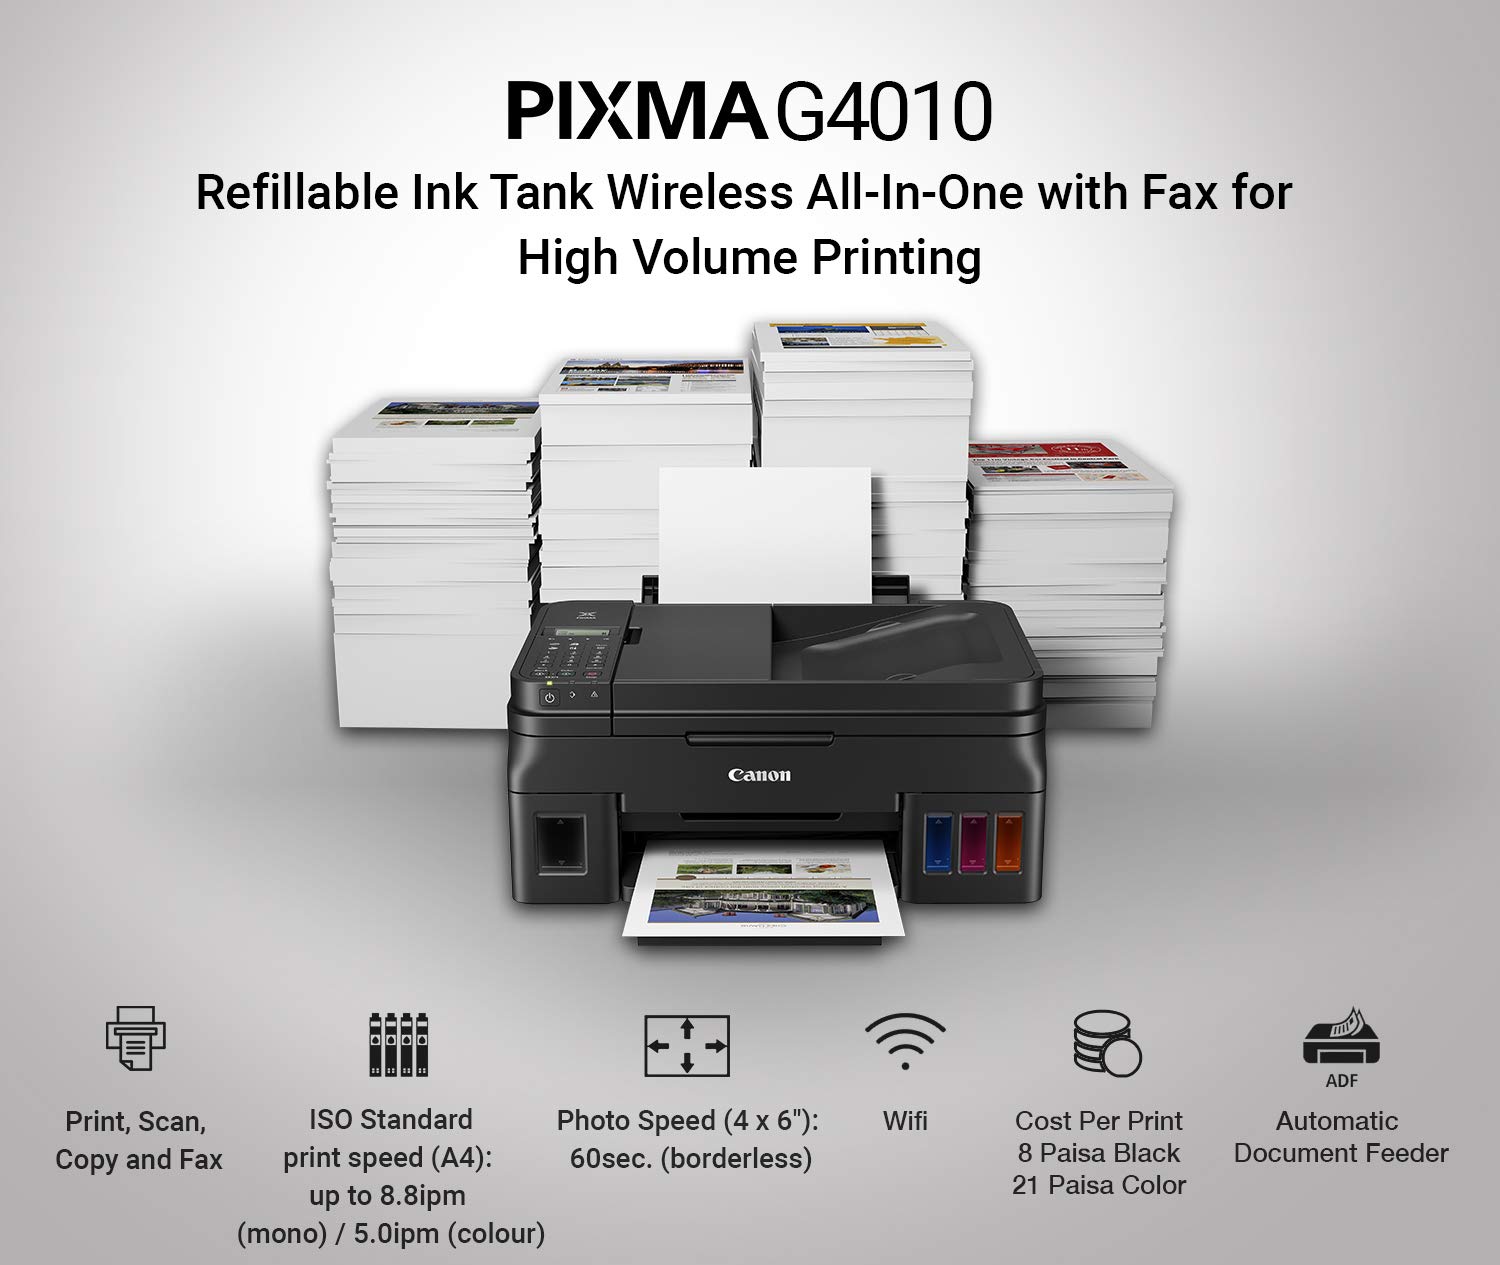 PIXMA G4010
Refillable Ink Tank Wireless All-In-One with Fax for
High Volume Printing
Canon
ADF
Print, Scan,
Copy and Fax
ISO Standard
print speed (A4):
up to 8.8ipm
(mono) / 5.0ipm (colour)
Photo Speed (4 x 6"):
60sec. (borderless)
Wifi
Cost Per Print
8 Paisa Black
21 Paisa Color
Automatic
Document Feeder